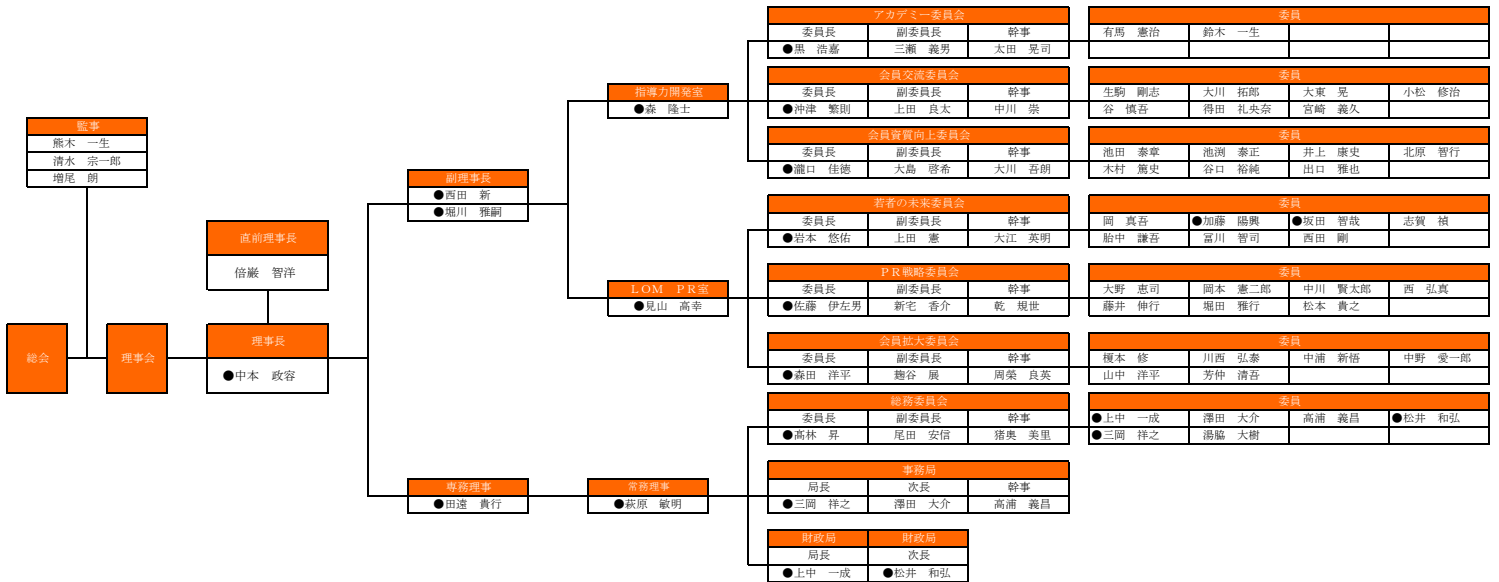 総会
監事
熊木　一生
清水　宗一郎
増尾　朗
理事会
直前理事長
倍巌　智洋
理事長
●中本　政容
副理事長
●西田　新
●堀川　雅嗣
専務理事
●田遠　貴行
指導力開発室
●森　隆士
LOM　PR室
●見山　高幸
常務理事
●萩原　敏明
アカデミー委員会
委員長　副委員長　幹事
●黒　浩嘉　三瀬　義男　太田　晃司
委員
有馬　憲治　鈴木　一生
会員交流委員会
委員長　副委員長　幹事
●沖津　繁則　上田　良太　中川　崇
委員
生駒　剛志　大川　拓郎　大東　晃　小松　修治
谷　慎吾　得田　礼央奈　宮崎　義久
会員資質向上委員会
委員長　副委員長　幹事
●瀧口　佳徳　大島　啓希　大川　吾朗
委員
池田　泰章　池渕　泰正　井上　康史　北原　智行
木村　篤史　谷口　裕純　出口　雅也
若者の未来委員会
委員長　副委員長　幹事
●岩本　悠佑　上田　憲　大江　英明
委員
岡　真吾　●加藤　陽興　●坂田　智哉　志賀　禎
胎中　謙吾　冨川　智司　西田　剛
PR戦略委員会
委員長　副委員長　幹事
●佐藤　伊左男　新宅　香介　乾　規世
委員
大野　恵司　岡本　憲二郎　中川　賢太郎　西　弘真
藤井　伸行　堀田　雅行　松本　貴之
会員拡大委員会
委員長　副委員長　幹事
●森田　洋平　麹谷　展　周榮　良英
委員
榎本　修　川西　弘泰　中浦　新悟　中野　愛一郎
山中　洋平　芳仲　清吾
総務委員会
委員長　副委員長　幹事
●髙林　昇　尾田　安信　猪奥　美里
委員
●上中　一成　澤田　大介　高浦　義昌　●松井　和弘
●三岡　祥之　湯脇　大樹
事務局
局長　次長　幹事
●三岡　祥之　澤田　大介　高浦　義昌
財政局　財政局
局長　次長
●上中　一成　●松井　和弘